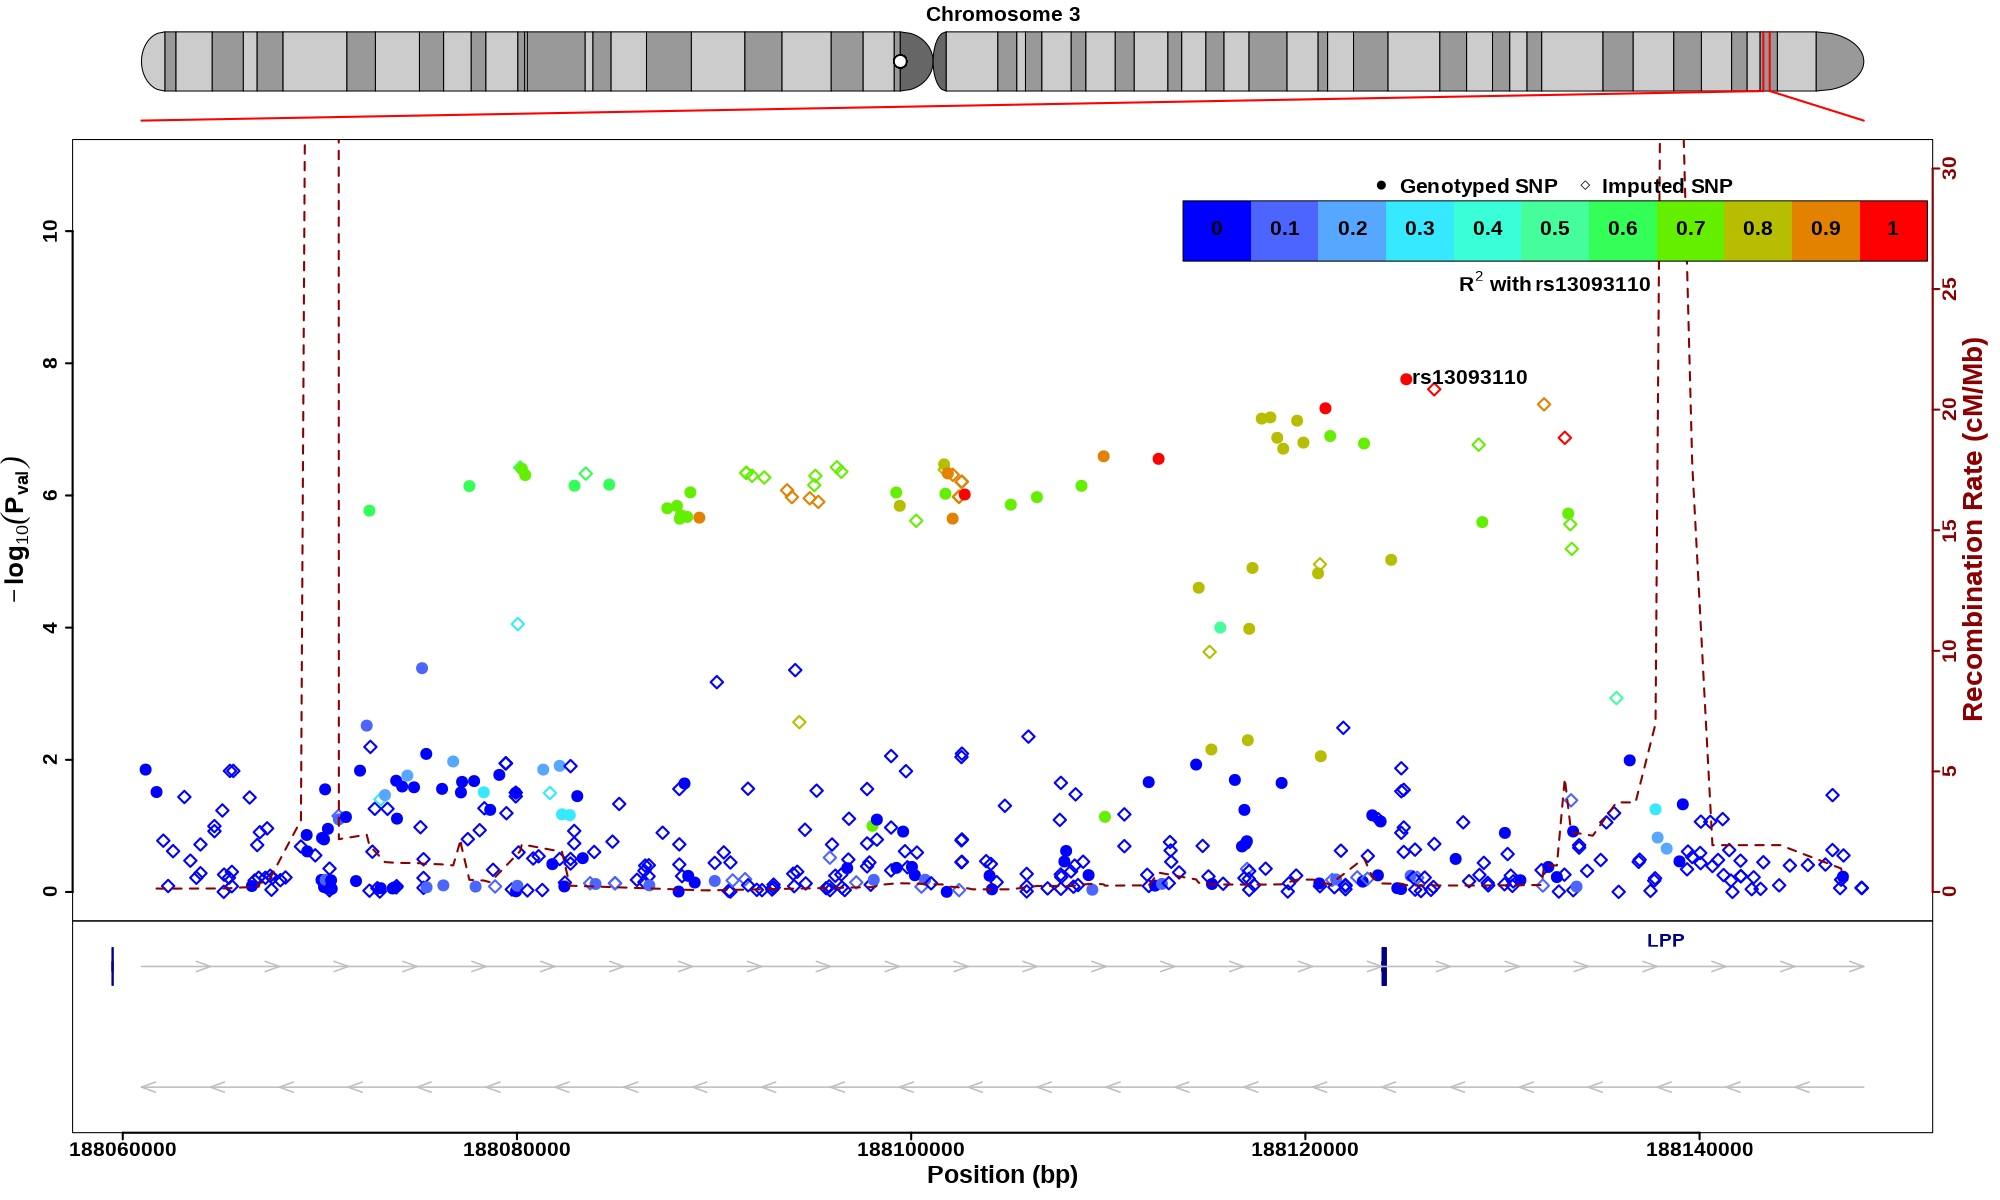 Chromosome 3
Genotyped SNP Imputed SNP
0 0.1 0.2 0.3 0.4 0.5 0.6 0.7 0.8 0.9 1
R² with rs13093110
rs13093110
−log₁₀(Pval)
0 2 4 6 8 10
Recombination Rate (cM/Mb)
0 5 10 15 20 25 30
LPP
188060000 188080000 188100000 188120000 188140000
Position (bp)